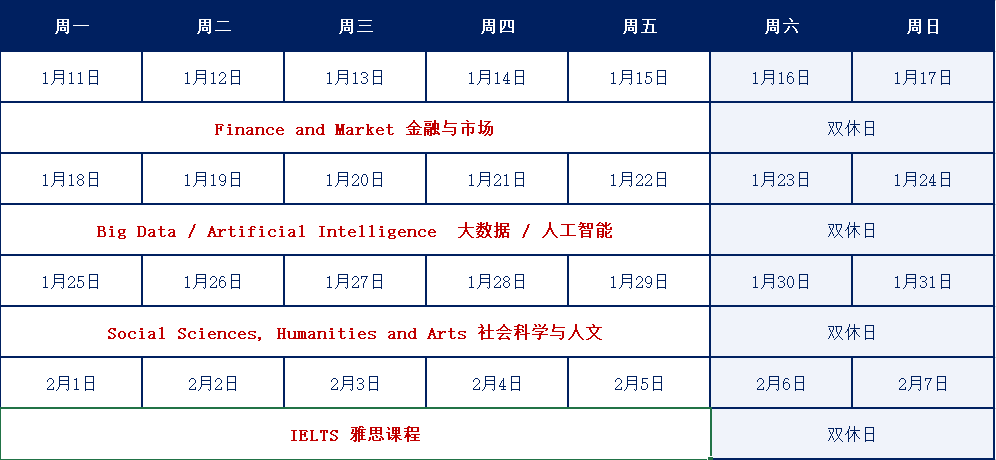 周一 周二 周三 周四 周五 周六 周日
1月11日 1月12日 1月13日 1月14日 1月15日 1月16日 1月17日
Finance and Market 金融与市场 双休日
1月18日 1月19日 1月20日 1月21日 1月22日 1月23日 1月24日
Big Data / Artificial Intelligence 大数据 / 人工智能 双休日
1月25日 1月26日 1月27日 1月28日 1月29日 1月30日 1月31日
Social Sciences, Humanities and Arts 社会科学与人文 双休日
2月1日 2月2日 2月3日 2月4日 2月5日 2月6日 2月7日
IELTS 雅思课程 双休日